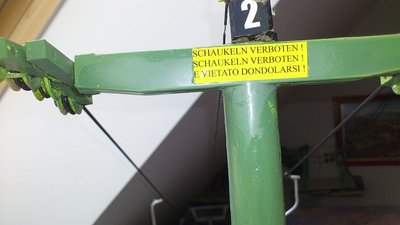 2
SCHAUKELN VERBOTEN !
SCHAUKELN VERBOTEN !
E VIETATO DONDOLARSI !